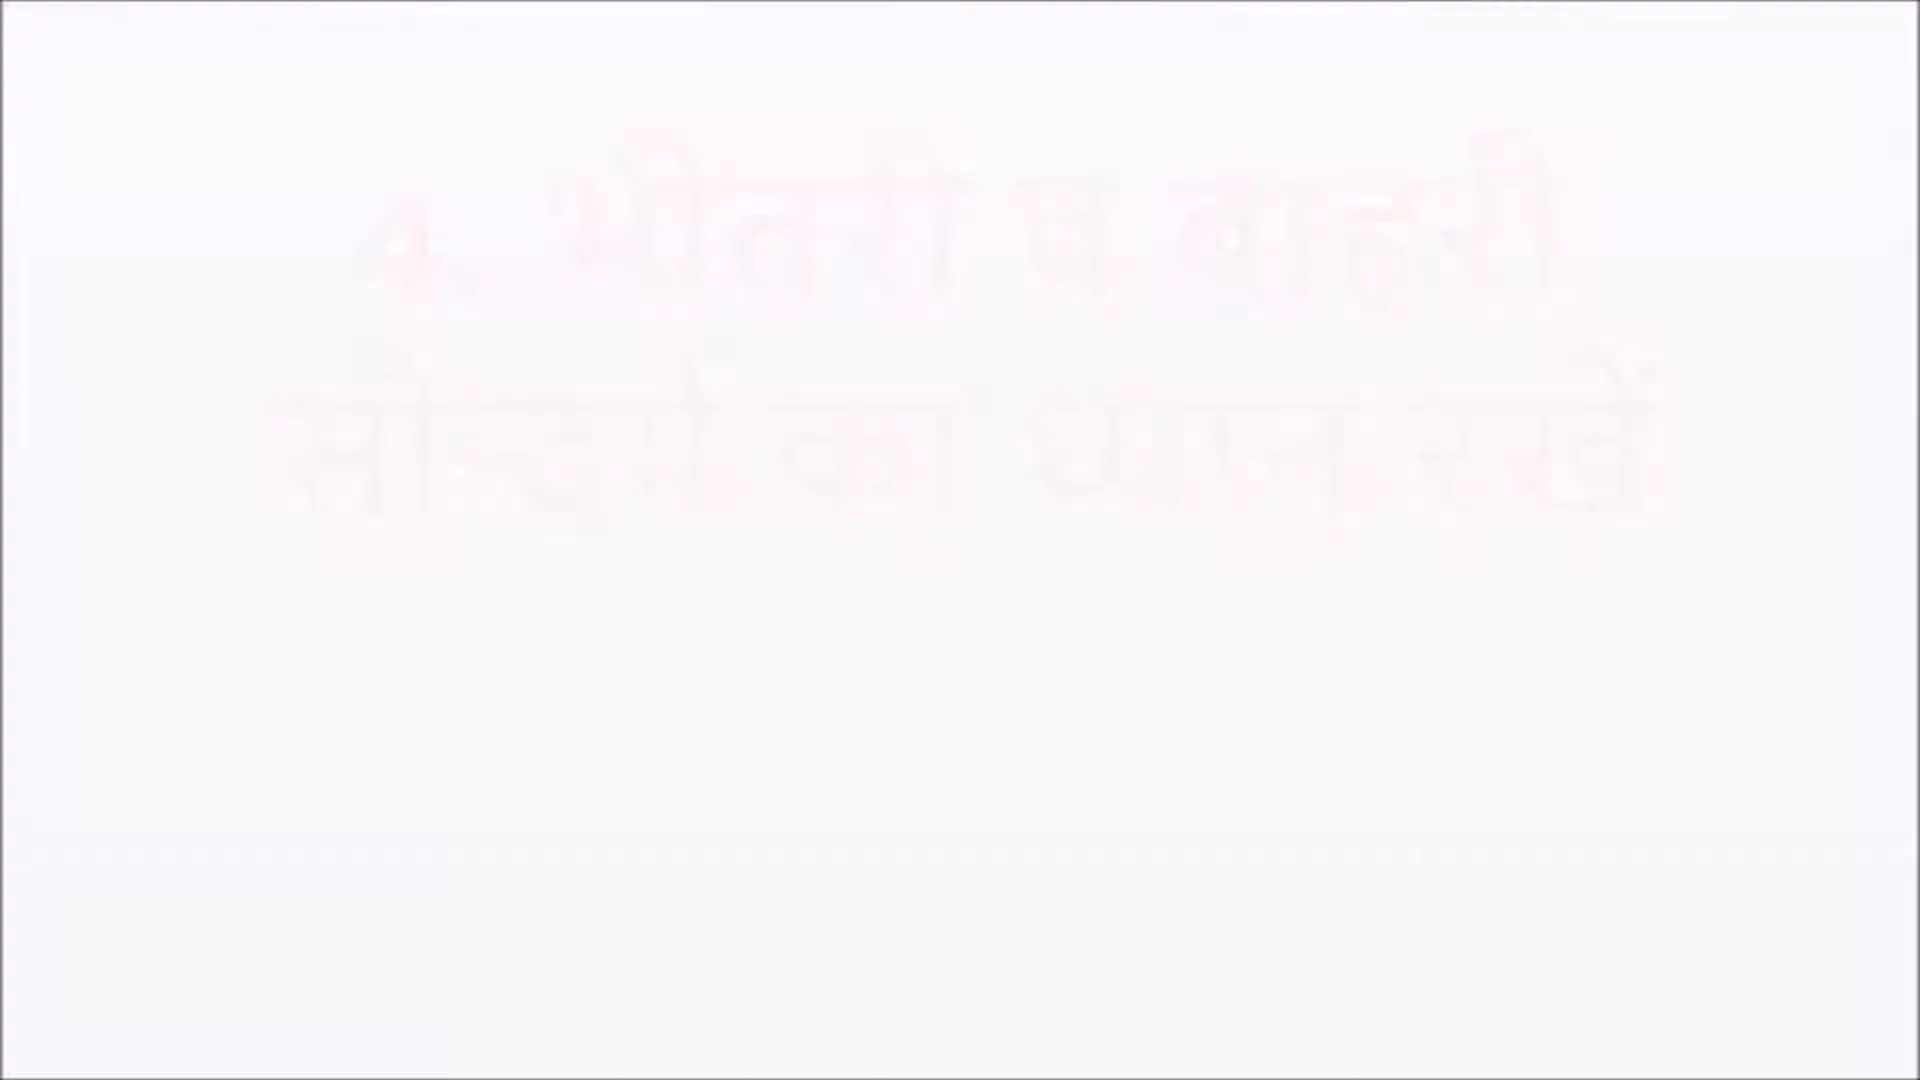 4. भीतरी व बाहरी
सौन्दर्य का ध्यान रखें